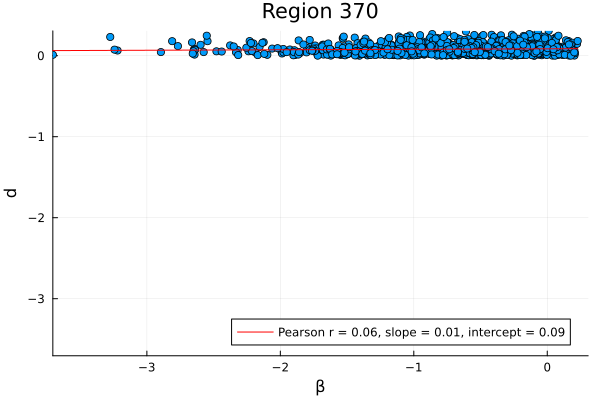 Region 370
0
−1
−2
−3
d
−3
−2
−1
0
β
Pearson r = 0.06, slope = 0.01, intercept = 0.09